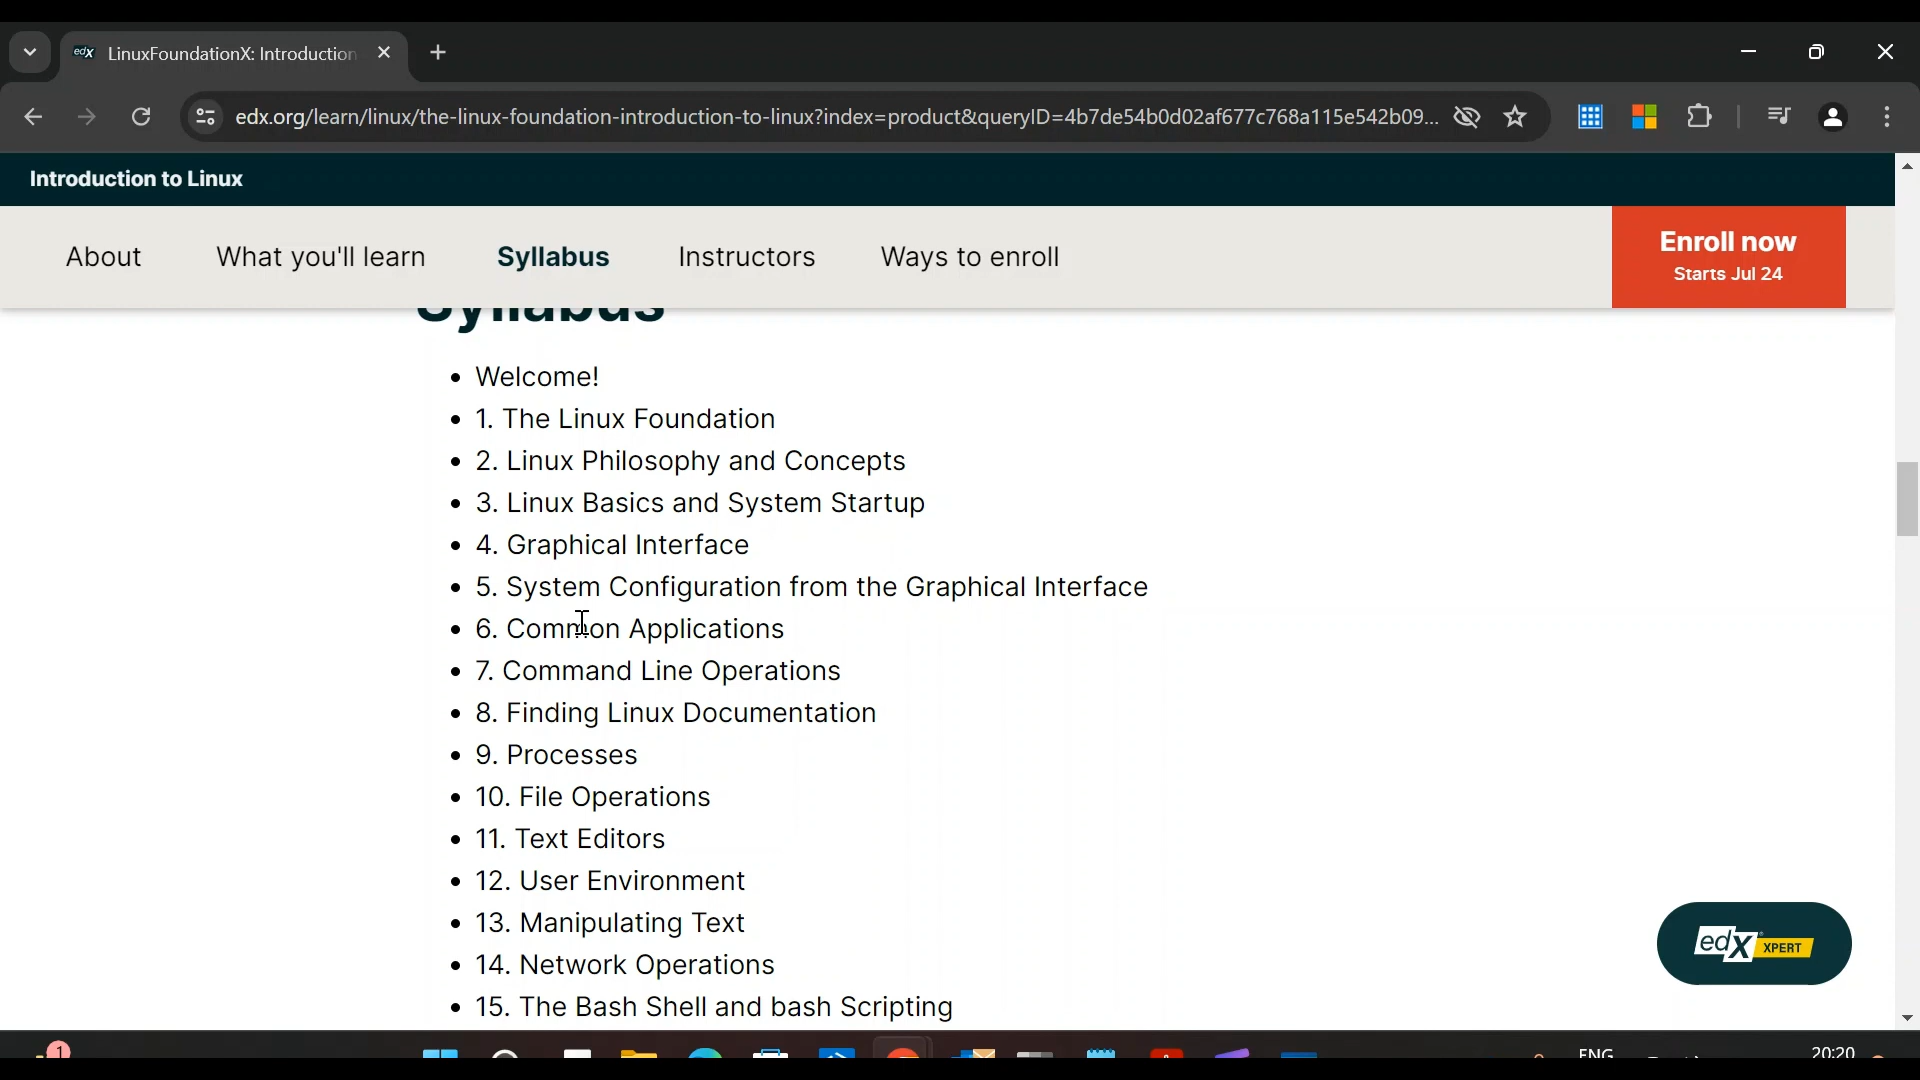 edX LinuxFoundationX: Introduction
edx.org/learn/linux/the-linux-foundation-introduction-to-linux?index=product&queryID=4b7de54b0d02af677c768a115e542b09...
Introduction to Linux
About What you'll learn Syllabus Instructors Ways to enroll
Enroll now
Starts Jul 24
Syllabus
• Welcome!
• 1. The Linux Foundation
• 2. Linux Philosophy and Concepts
• 3. Linux Basics and System Startup
• 4. Graphical Interface
• 5. System Configuration from the Graphical Interface
• 6. Common Applications
• 7. Command Line Operations
• 8. Finding Linux Documentation
• 9. Processes
• 10. File Operations
• 11. Text Editors
• 12. User Environment
• 13. Manipulating Text
• 14. Network Operations
• 15. The Bash Shell and bash Scripting
edX XPERT
1
ENG
20:20